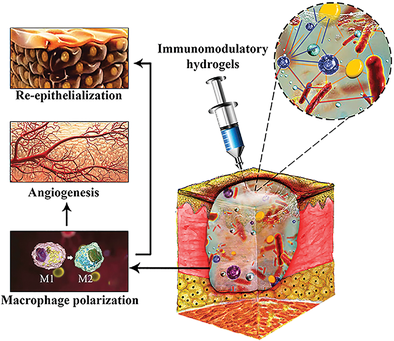 Immunomodulatory
hydrogels
Re-epithelialization
Angiogenesis
M1
M2
Macrophage polarization